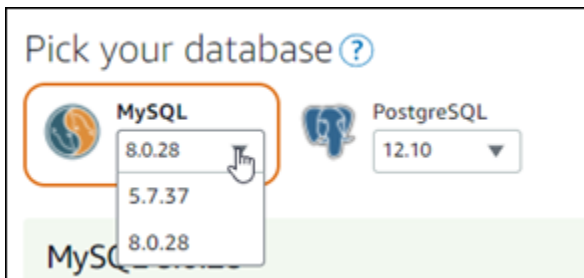 Pick your database ?
MySQL
8.0.28
5.7.37
8.0.28
PostgreSQL
12.10